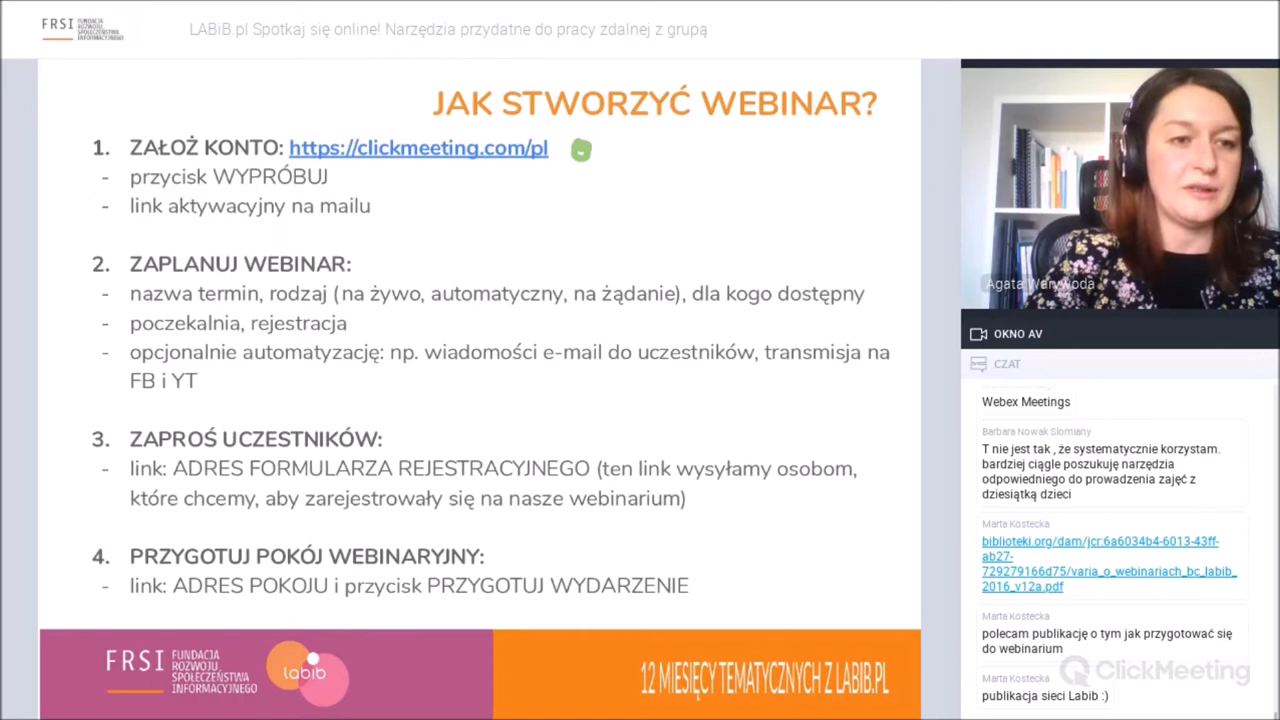 FRSI FUNDACJA
ROZWOJU
SPOŁECZEŃSTWA
INFORMACYJNEGO
LABiB.pl Spotkaj się online! Narzędzia przydatne do pracy zdalnej z grupą
JAK STWORZYĆ WEBINAR?
1. ZAŁOŻ KONTO: https://clickmeeting.com/pl
- przycisk WYPRÓBUJ
- link aktywacyjny na mailu
2. ZAPLANUJ WEBINAR:
- nazwa termin, rodzaj (na żywo, automatyczny, na żądanie), dla kogo dostępny
- poczekalnia, rejestracja
- opcjonalnie automatyzację: np. wiadomości e-mail do uczestników, transmisja na
FB i YT
3. ZAPROŚ UCZESTNIKÓW:
- link: ADRES FORMULARZA REJESTRACYJNEGO (ten link wysyłamy osobom,
które chcemy, aby zarejestrowały się na nasze webinarium)
4. PRZYGOTUJ POKÓJ WEBINARYJNY:
- link: ADRES POKOJU i przycisk PRZYGOTUJ WYDARZENIE
FRSI FUNDACJA
ROZWOJU
SPOŁECZEŃSTWA
INFORMACYJNEGO
labib
12 MIESIĘCY TEMATYCZNYCH Z LABIB.PL
Agata Warywoda
OKNO AV
CZAT
Webex Meetings
Barbara Nowak Slomiany
T nie jest tak , że systematycznie korzystam.
bardziej ciągle poszukuję narzędzia
odpowiedniego do prowadzenia zajęć z
dziesiątką dzieci
Marta Kostecka
biblioteki.org/dam/jcr:6a6034b4-6013-43ff-
ab27-
729279166d75/varia_o_webinariach_bc_labib_
2016_v12a.pdf
Marta Kostecka
polecam publikację o tym jak przygotować się
do webinarium
Marta Kostecka
publikacja sieci Labib :)
ClickMeeting